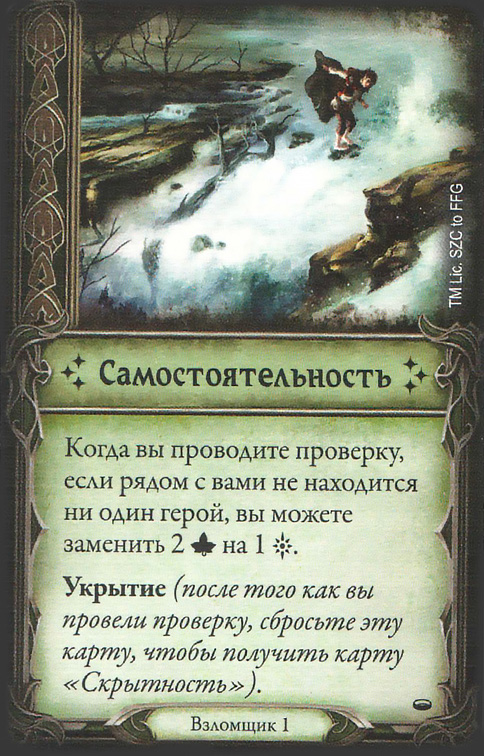 TM Lic. SZC to FFG
Самостоятельность
Когда вы проводите проверку,
если рядом с вами не находится
ни один герой, вы можете
заменить 2 на 1 .
Укрытие (после того как вы
провели проверку, сбросьте эту
карту, чтобы получить карту
«Скрытность»).
Взломщик 1